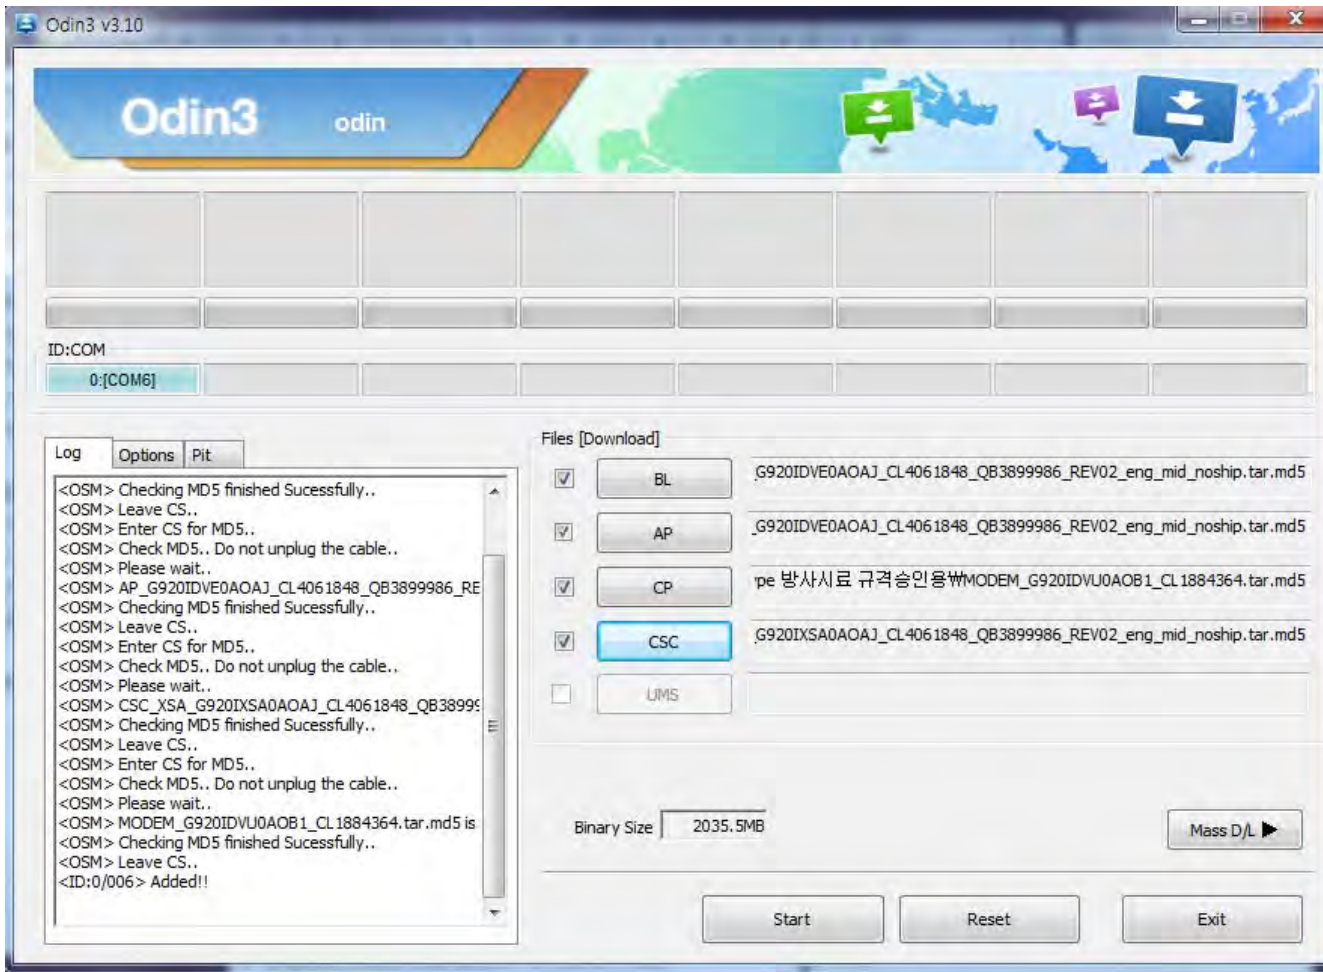 Odin3 v3.10
Odin3 odin
ID:COM
0:[COM6]
Log Options Pit
<OSM> Checking MD5 finished Sucessfully..
<OSM> Leave CS..
<OSM> Enter CS for MD5..
<OSM> Check MD5.. Do not unplug the cable..
<OSM> Please wait..
<OSM> AP_G920IDVE0AOAJ_CL4061848_QB3899986_RE
<OSM> Checking MD5 finished Sucessfully..
<OSM> Leave CS..
<OSM> Enter CS for MD5..
<OSM> Check MD5.. Do not unplug the cable..
<OSM> Please wait..
<OSM> CSC_XSA_G920IXSA0AOAJ_CL4061848_QB38999
<OSM> Checking MD5 finished Sucessfully..
<OSM> Leave CS..
<OSM> Enter CS for MD5..
<OSM> Check MD5.. Do not unplug the cable..
<OSM> Please wait..
<OSM> MODEM_G920IDVU0AOB1_CL1884364.tar.md5 is
<OSM> Checking MD5 finished Sucessfully..
<OSM> Leave CS..
<ID:0/006> Added!!
Files [Download]
BL _G920IDVE0AOAJ_CL4061848_QB3899986_REV02_eng_mid_noship.tar.md5
AP _G920IDVE0AOAJ_CL4061848_QB3899986_REV02_eng_mid_noship.tar.md5
CP pe 방사시료 규격승인용₩MODEM_G920IDVU0AOB1_CL1884364.tar.md5
CSC _G920IXSA0AOAJ_CL4061848_QB3899986_REV02_eng_mid_noship.tar.md5
UMS
Binary Size 2035.5MB
Mass D/L ▶
Start Reset Exit